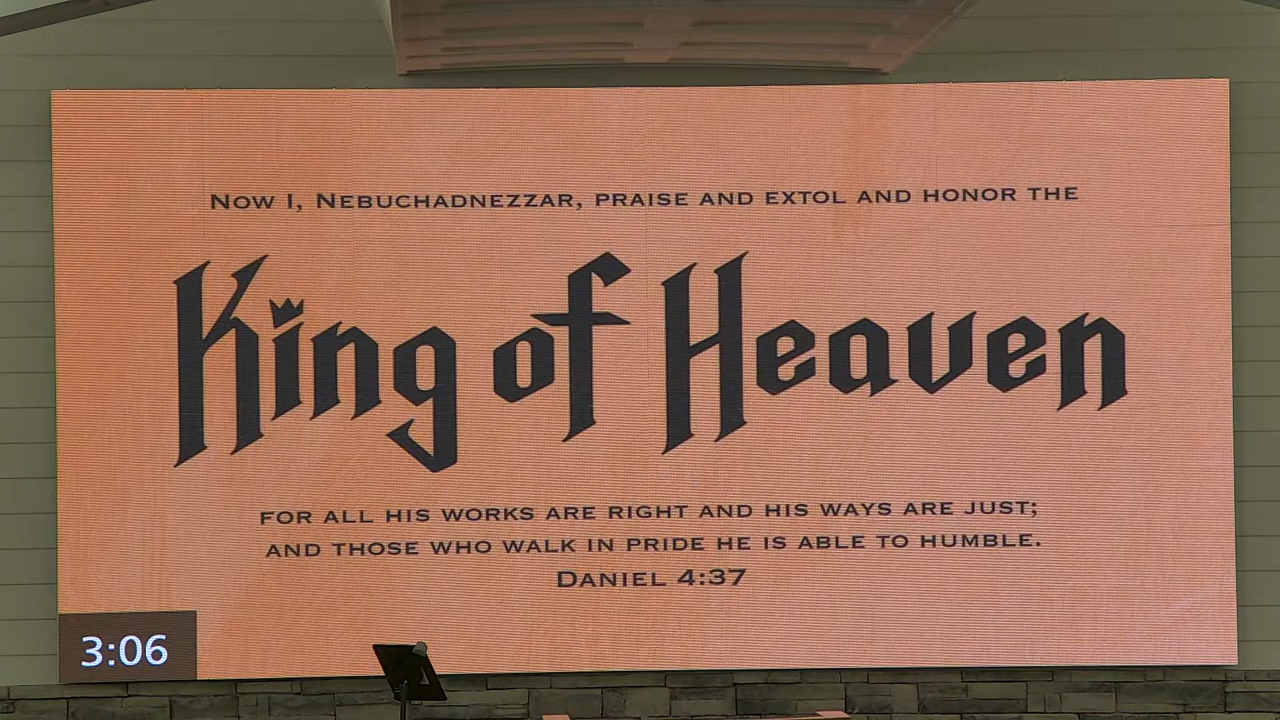 Now I, Nebuchadnezzar, praise and extol and honor the
King of Heaven
for all his works are right and his ways are just;
and those who walk in pride he is able to humble.
Daniel 4:37
3:06